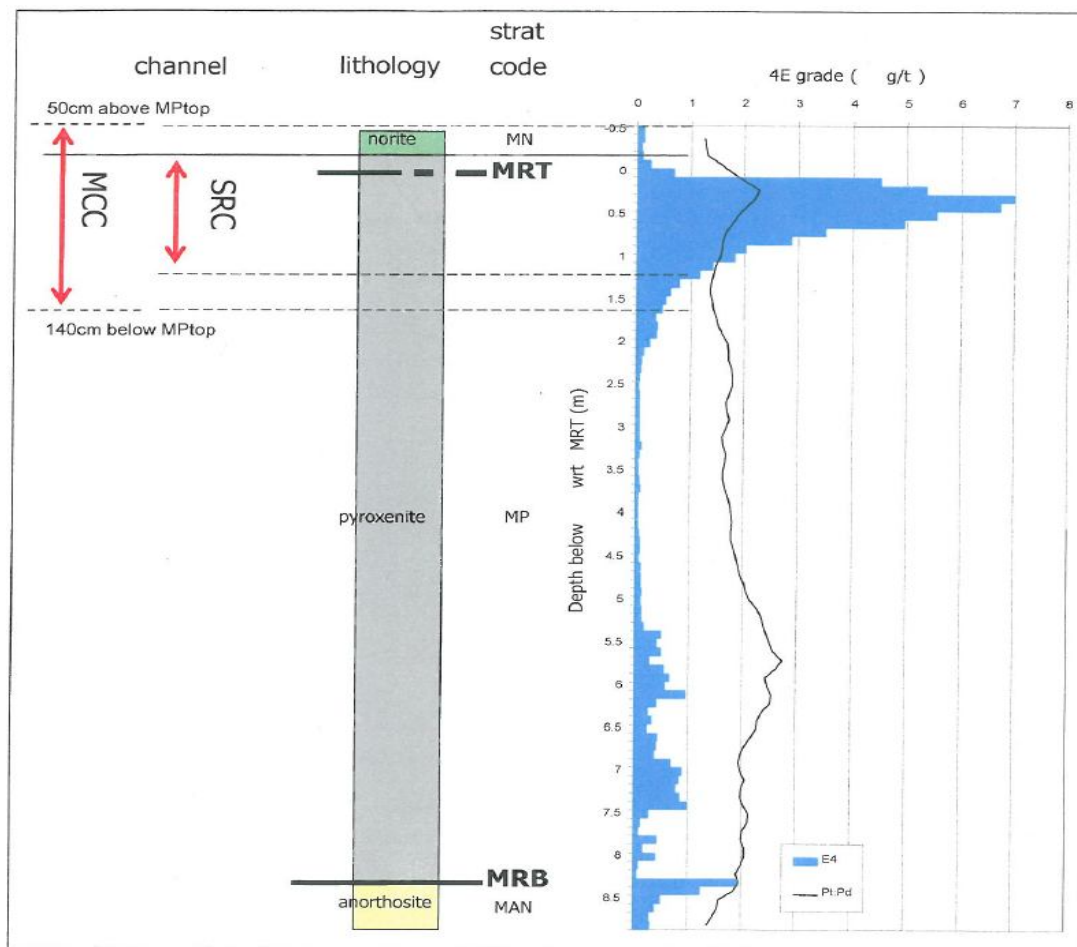 strat
channel lithology code
4E grade ( g/t )
0 1 2 3 4 5 6 7 8
50cm above MPtop
-0.5
norite MN
MRT
0
MCC
SRC
0.5
1
1.5
140cm below MPtop
2
2.5
3
3.5
pyroxenite MP
4
4.5
5
5.5
6
6.5
7
7.5
8
8.5
Depth below wrt MRT (m)
E4
Pt:Pd
MRB
anorthosite MAN